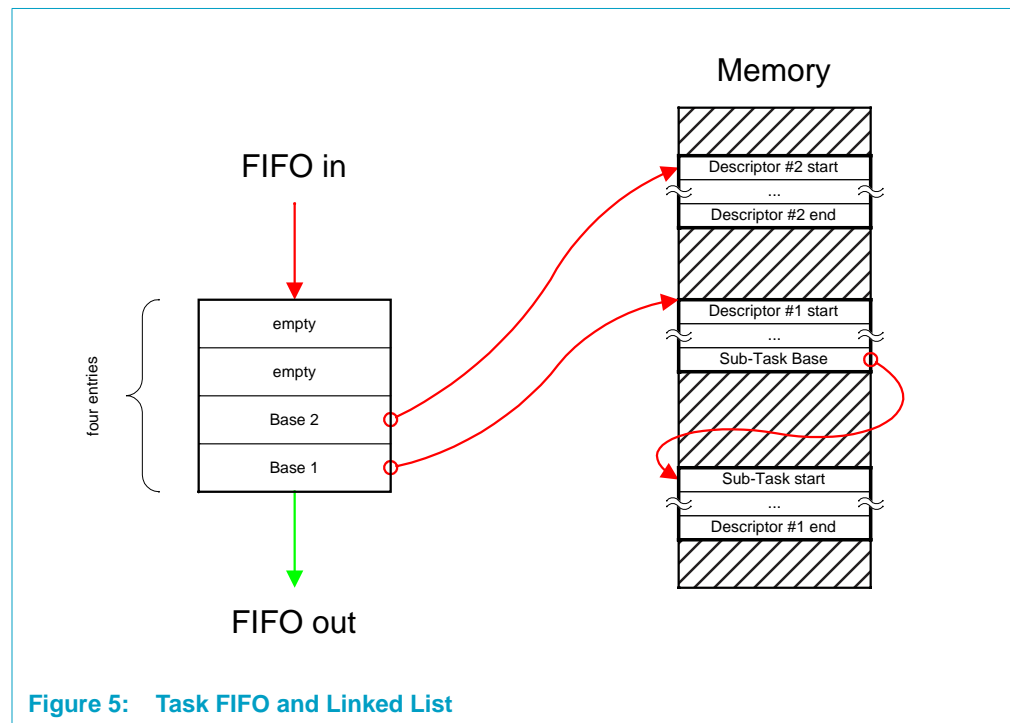 Memory
FIFO in
four entries
empty
empty
Base 2
Base 1
FIFO out
Descriptor #2 start
...
Descriptor #2 end
Descriptor #1 start
...
Sub-Task Base
Sub-Task start
...
Descriptor #1 end
Figure 5: Task FIFO and Linked List